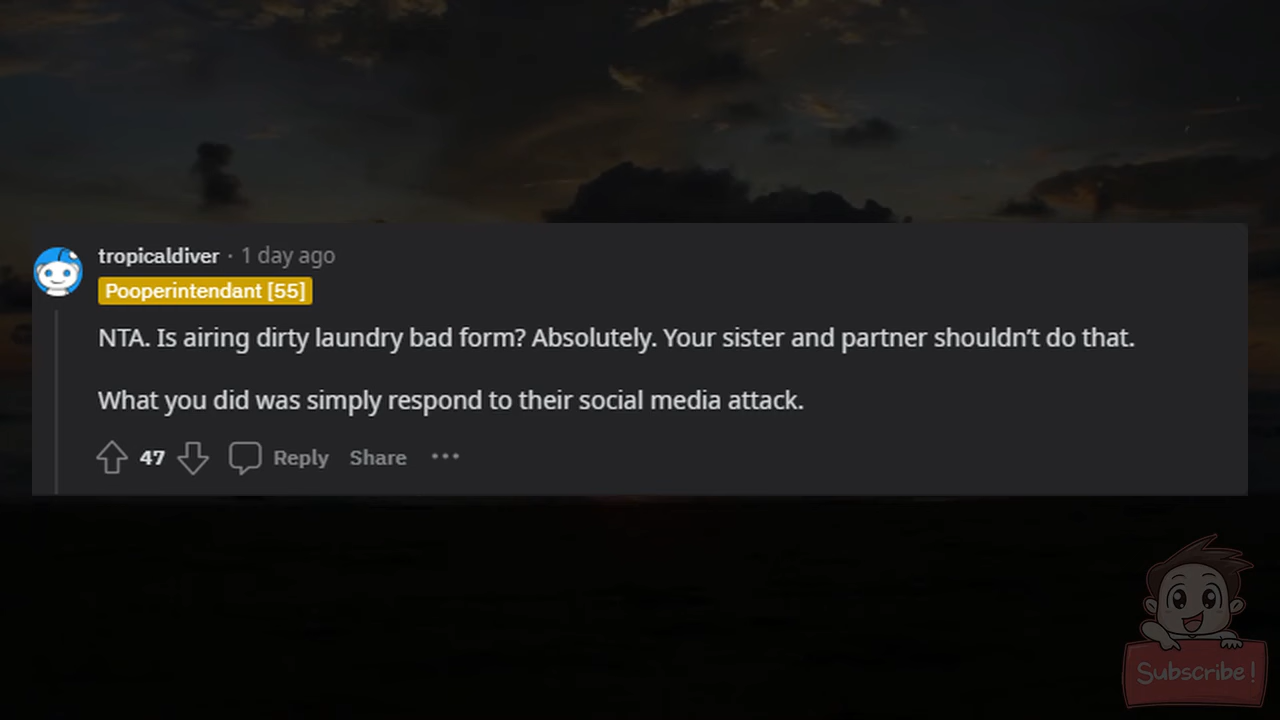 tropicaldiver · 1 day ago
Pooperintendant [55]
NTA. Is airing dirty laundry bad form? Absolutely. Your sister and partner shouldn’t do that.
What you did was simply respond to their social media attack.
47 Reply Share ···
Subscribe!